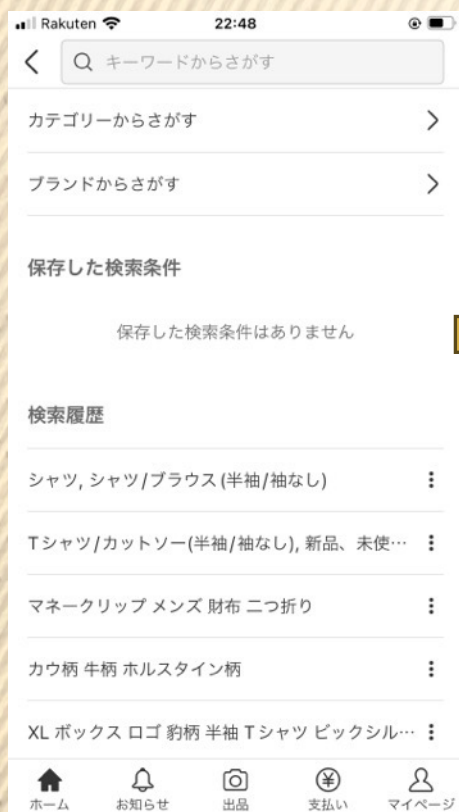 Rakuten 22:48
キーワードからさがす
カテゴリーからさがす
ブランドからさがす
保存した検索条件
保存した検索条件はありません
検索履歴
シャツ, シャツ/ブラウス(半袖/袖なし)
Tシャツ/カットソー(半袖/袖なし), 新品、未使…
マネークリップ メンズ 財布 二つ折り
カウ柄 牛柄 ホルスタイン柄
XL ボックス ロゴ 豹柄 半袖 Tシャツ ビックシル…
ホーム お知らせ 出品 支払い マイページ